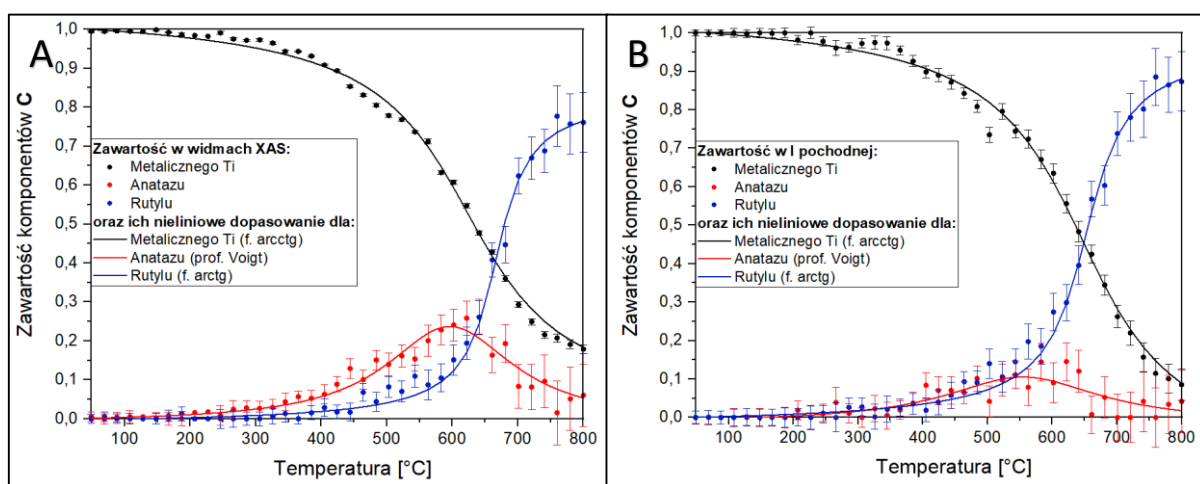 A
1,0
0,9
0,8
0,7
0,6
0,5
0,4
0,3
0,2
0,1
0,0
Zawartość komponentów C
Zawartość w widmach XAS:
Metalicznego Ti
Anatazu
Rutylu
oraz ich nieliniowe dopasowanie dla:
Metalicznego Ti (f. arcctg)
Anatazu (prof. Voigt)
Rutylu (f. arctg)
100 200 300 400 500 600 700 800
Temperatura [°C]
B
1,0
0,9
0,8
0,7
0,6
0,5
0,4
0,3
0,2
0,1
0,0
Zawartość komponentów C
Zawartość w I pochodnej:
Metalicznego Ti
Anatazu
Rutylu
oraz ich nieliniowe dopasowanie dla:
Metalicznego Ti (f. arcctg)
Anatazu (prof. Voigt)
Rutylu (f. arctg)
100 200 300 400 500 600 700 800
Temperatura [°C]